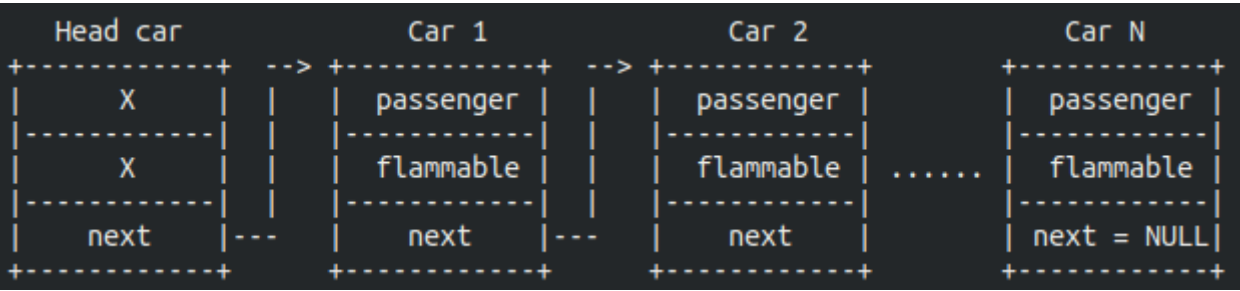 Head car               Car 1               Car 2                Car N
+------------+  --> +------------+  --> +------------+         +------------+
|      X     |  |   |  passenger |  |   |  passenger |         |  passenger |
|------------|  |   |------------|  |   |------------|         |------------|
|      X     |  |   |  flammable |  |   |  flammable | ...... |  flammable |
|------------|  |   |------------|  |   |------------|         |------------|
|    next    |---   |    next    |---   |    next    |         | next = NULL|
+------------+      +------------+      +------------+         +------------+